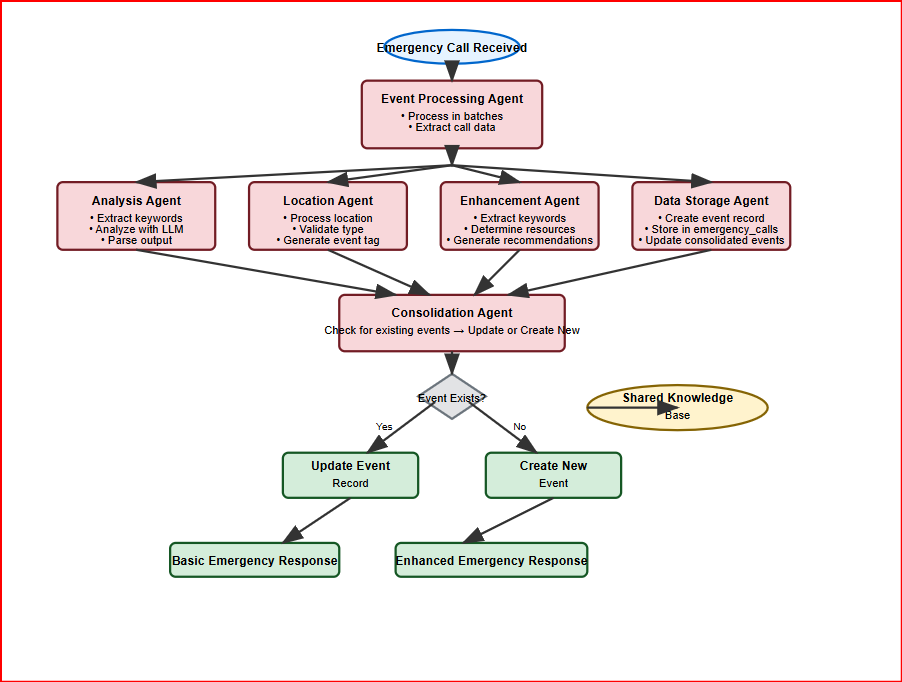 Emergency Call Received
Event Processing Agent
• Process in batches
• Extract call data
Analysis Agent
• Extract keywords
• Analyze with LLM
• Parse output
Location Agent
• Process location
• Validate type
• Generate event tag
Enhancement Agent
• Extract keywords
• Determine resources
• Generate recommendations
Data Storage Agent
• Create event record
• Store in emergency_calls
• Update consolidated events
Consolidation Agent
Check for existing events → Update or Create New
Event Exists?
Shared Knowledge
Base
Yes
No
Update Event
Record
Create New
Event
Basic Emergency Response
Enhanced Emergency Response